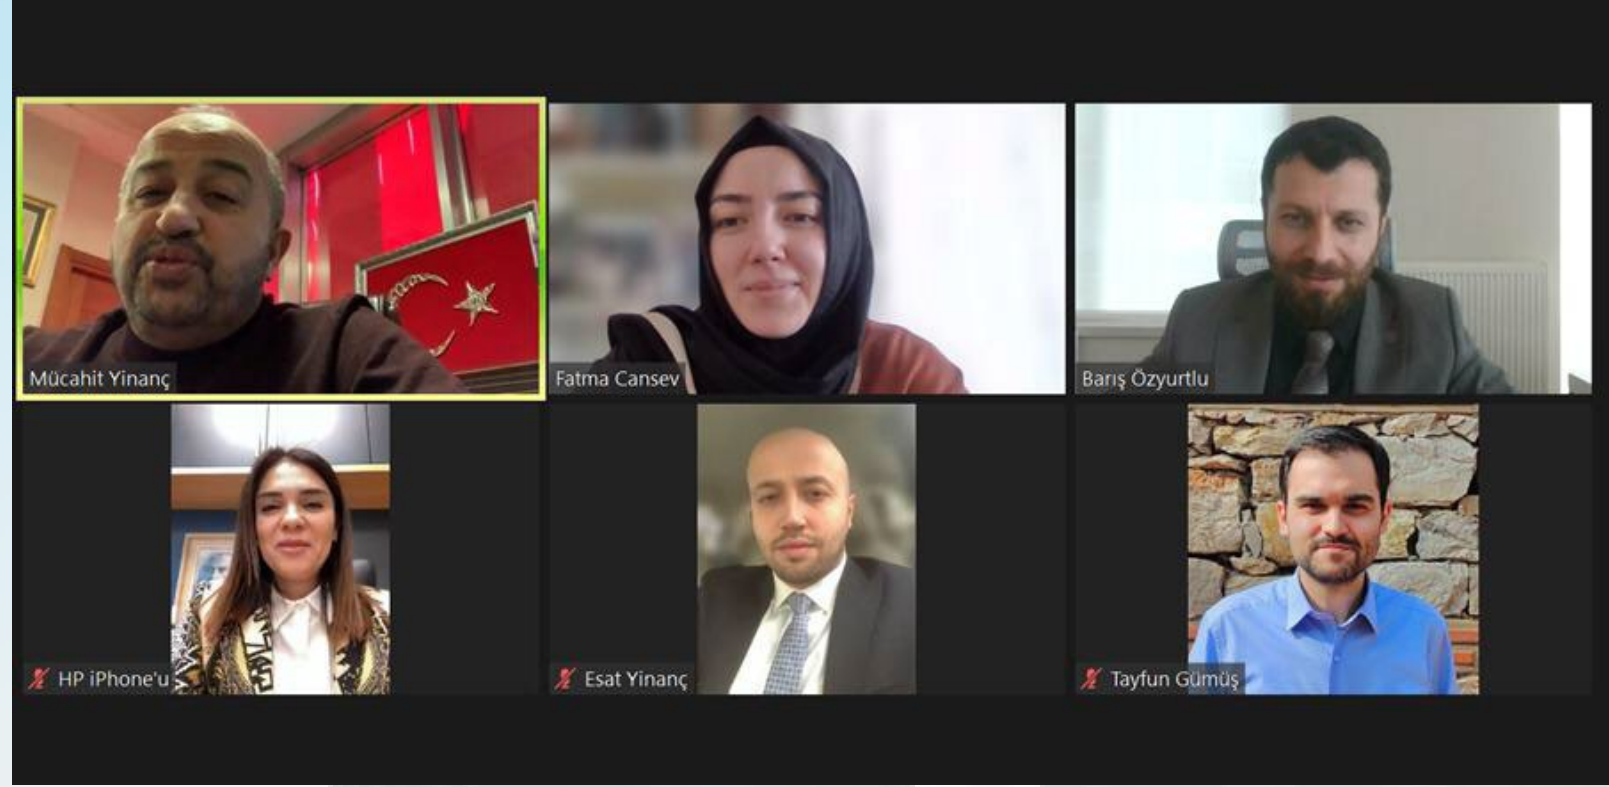 Mücahit Yinanç
Fatma Cansev
Barış Özyurtlu
HP iPhone'u
Esat Yinanç
Tayfun Gümüş